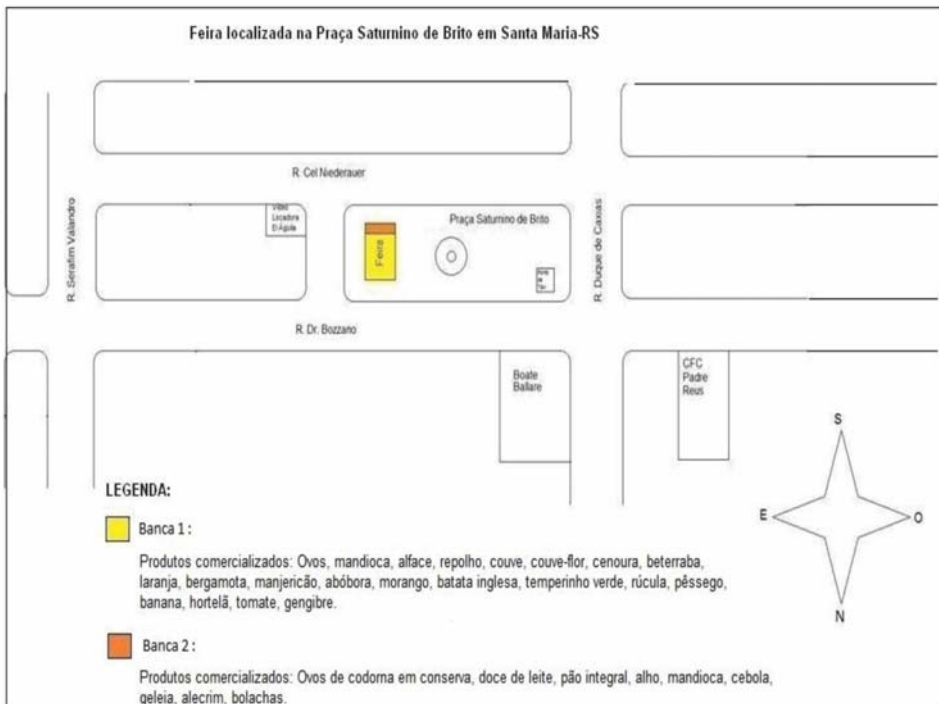 Feira localizada na Praça Saturnino de Brito em Santa Maria-RS
R. Cel Niederauer
R. Serafim Valandro
Locadora
Praça Saturnino de Brito
Feira
R. Duque de Caxias
R. Dr. Bozzano
Boate
Ballare
CFC
Padre
Reus
S
E
O
N
LEGENDA:
Banca 1 :
Produtos comercializados: Ovos, mandioca, alface, repolho, couve, couve-flor, cenoura, beterraba,
laranja, bergamota, manjericão, abóbora, morango, batata inglesa, temperinho verde, rúcula, pêssego,
banana, hortelã, tomate, gengibre.
Banca 2 :
Produtos comercializados: Ovos de codorna em conserva, doce de leite, pão integral, alho, mandioca, cebola,
geleia, alecrim, bolachas.